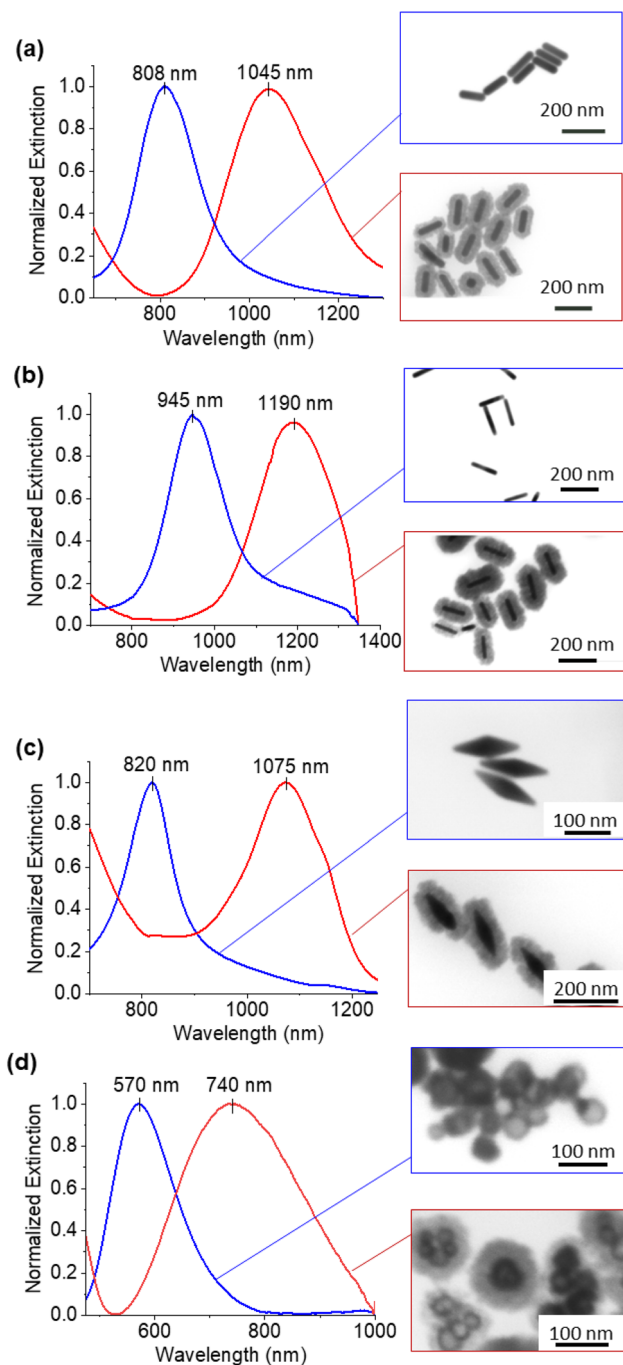 (a)
808 nm 1045 nm
Normalized Extinction
1.0
0.8
0.6
0.4
0.2
0.0
800 1000 1200
Wavelength (nm)
200 nm
200 nm
(b)
945 nm 1190 nm
Normalized Extinction
1.0
0.8
0.6
0.4
0.2
0.0
800 1000 1200 1400
Wavelength (nm)
200 nm
200 nm
(c)
820 nm 1075 nm
Normalized Extinction
1.0
0.8
0.6
0.4
0.2
0.0
800 1000 1200
Wavelength (nm)
100 nm
200 nm
(d)
570 nm 740 nm
Normalized Extinction
1.0
0.8
0.6
0.4
0.2
0.0
600 800 1000
Wavelength (nm)
100 nm
100 nm